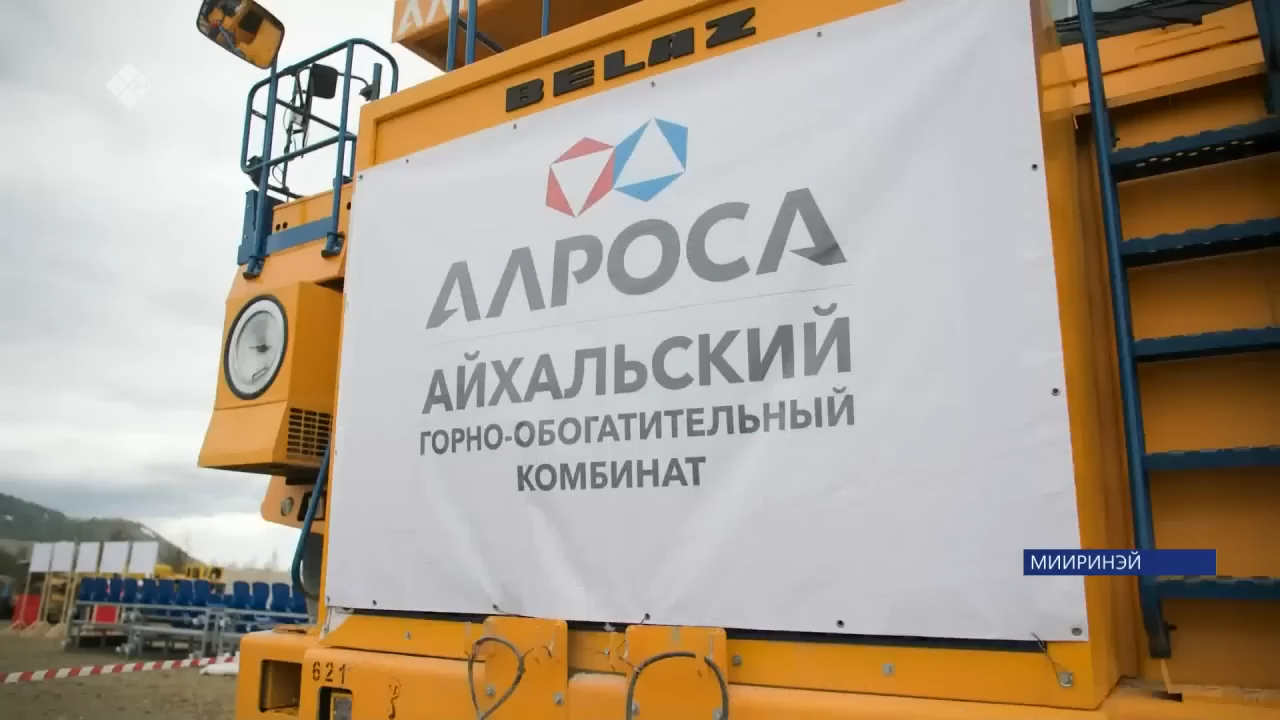 BELAZ
АЛРОСА
АЙХАЛЬСКИЙ
ГОРНО-ОБОГАТИТЕЛЬНЫЙ
КОМБИНАТ
МИИРИНЭЙ
621